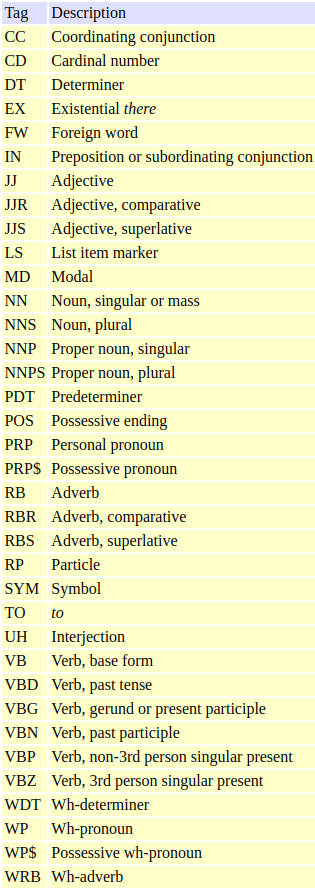 Tag Description
CC Coordinating conjunction
CD Cardinal number
DT Determiner
EX Existential there
FW Foreign word
IN Preposition or subordinating conjunction
JJ Adjective
JJR Adjective, comparative
JJS Adjective, superlative
LS List item marker
MD Modal
NN Noun, singular or mass
NNS Noun, plural
NNP Proper noun, singular
NNPS Proper noun, plural
PDT Predeterminer
POS Possessive ending
PRP Personal pronoun
PRP$ Possessive pronoun
RB Adverb
RBR Adverb, comparative
RBS Adverb, superlative
RP Particle
SYM Symbol
TO to
UH Interjection
VB Verb, base form
VBD Verb, past tense
VBG Verb, gerund or present participle
VBN Verb, past participle
VBP Verb, non-3rd person singular present
VBZ Verb, 3rd person singular present
WDT Wh-determiner
WP Wh-pronoun
WP$ Possessive wh-pronoun
WRB Wh-adverb